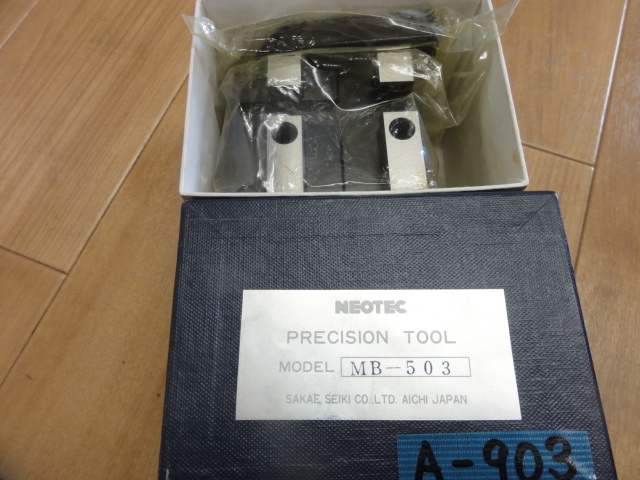 NEOTEC
PRECISION TOOL
MODEL MB-503
SAKAE SEIKI CO.,LTD. AICHI JAPAN
A-903